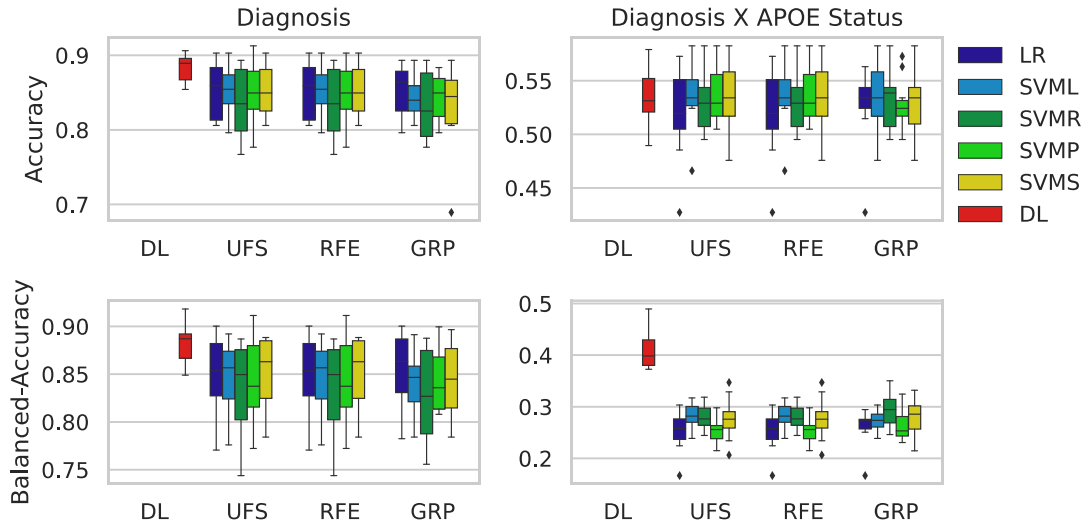 Diagnosis
Diagnosis X APOE Status
Accuracy
0.9
0.8
0.7
DL UFS RFE GRP
0.55
0.50
0.45
DL UFS RFE GRP
LR
SVML
SVMR
SVMP
SVMS
DL
Balanced-Accuracy
0.90
0.85
0.80
0.75
DL UFS RFE GRP
0.5
0.4
0.3
0.2
DL UFS RFE GRP